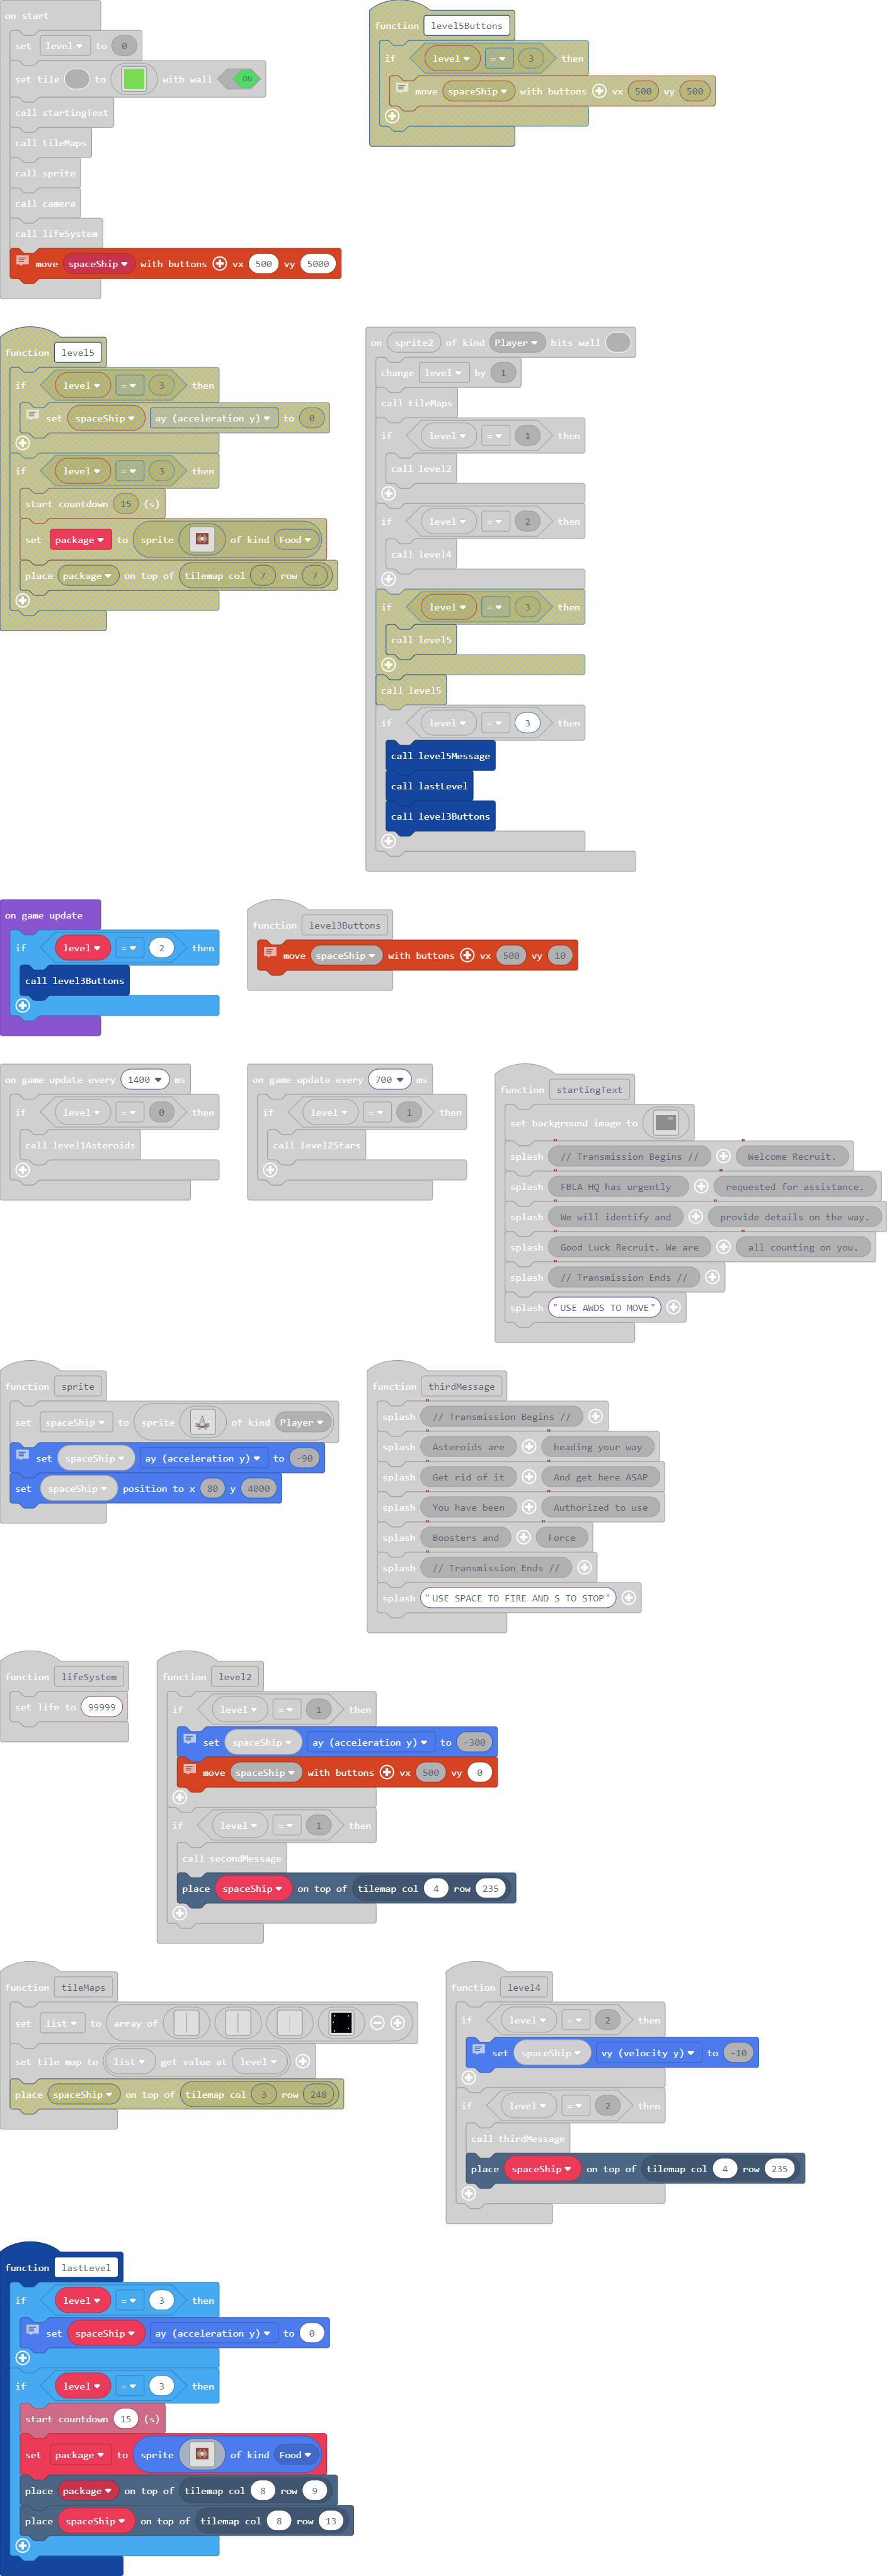 on start
set level to 0
set tile to with wall ON
call startingText
call tileMaps
call sprite
call camera
call lifeSystem
move spaceShip with buttons vx 500 vy 5000
function level5Buttons
if level = 3 then
move spaceShip with buttons vx 500 vy 500
function level5
if level = 3 then
set spaceShip ay (acceleration y) to 0
if level = 3 then
start countdown 15 (s)
set package to sprite of kind Food
place package on top of tilemap col 7 row 7
on sprite2 of kind Player hits wall
change level by 1
call tileMaps
if level = 1 then
call level2
if level = 2 then
call level4
if level = 3 then
call level5
call level5
if level = 3 then
call level5Message
call lastLevel
call level3Buttons
on game update
if level = 2 then
call level3Buttons
function level3Buttons
move spaceShip with buttons vx 500 vy 10
on game update every 1400 ms
if level = 0 then
call level1Asteroids
on game update every 700 ms
if level = 1 then
call level2Stars
function startingText
set background image to
splash " // Transmission Begins // " Welcome Recruit.
splash " FBLA HQ has urgently " requested for assistance.
splash " We will identify and " provide details on the way.
splash " Good Luck Recruit. We are " all counting on you.
splash " // Transmission Ends //
splash " USE AWDS TO MOVE "
function sprite
set spaceShip to sprite of kind Player
set spaceShip ay (acceleration y) to -90
set spaceShip position to x 80 y 4000
function thirdMessage
splash " // Transmission Begins //
splash " Asteroids are " heading your way
splash " Get rid of it " And get here ASAP
splash " You have been " Authorized to use
splash " Boosters and " Force
splash " // Transmission Ends //
splash " USE SPACE TO FIRE AND S TO STOP "
function lifeSystem
set life to 99999
function level2
if level = 1 then
set spaceShip ay (acceleration y) to -300
move spaceShip with buttons vx 500 vy 0
if level = 1 then
call secondMessage
place spaceShip on top of tilemap col 4 row 235
function tileMaps
set list to array of
set tile map to list get value at level
place spaceShip on top of tilemap col 3 row 248
function level4
if level = 2 then
set spaceShip vy (velocity y) to -10
if level = 2 then
call thirdMessage
place spaceShip on top of tilemap col 4 row 235
function lastLevel
if level = 3 then
set spaceShip ay (acceleration y) to 0
if level = 3 then
start countdown 15 (s)
set package to sprite of kind Food
place package on top of tilemap col 8 row 9
place spaceShip on top of tilemap col 8 row 13